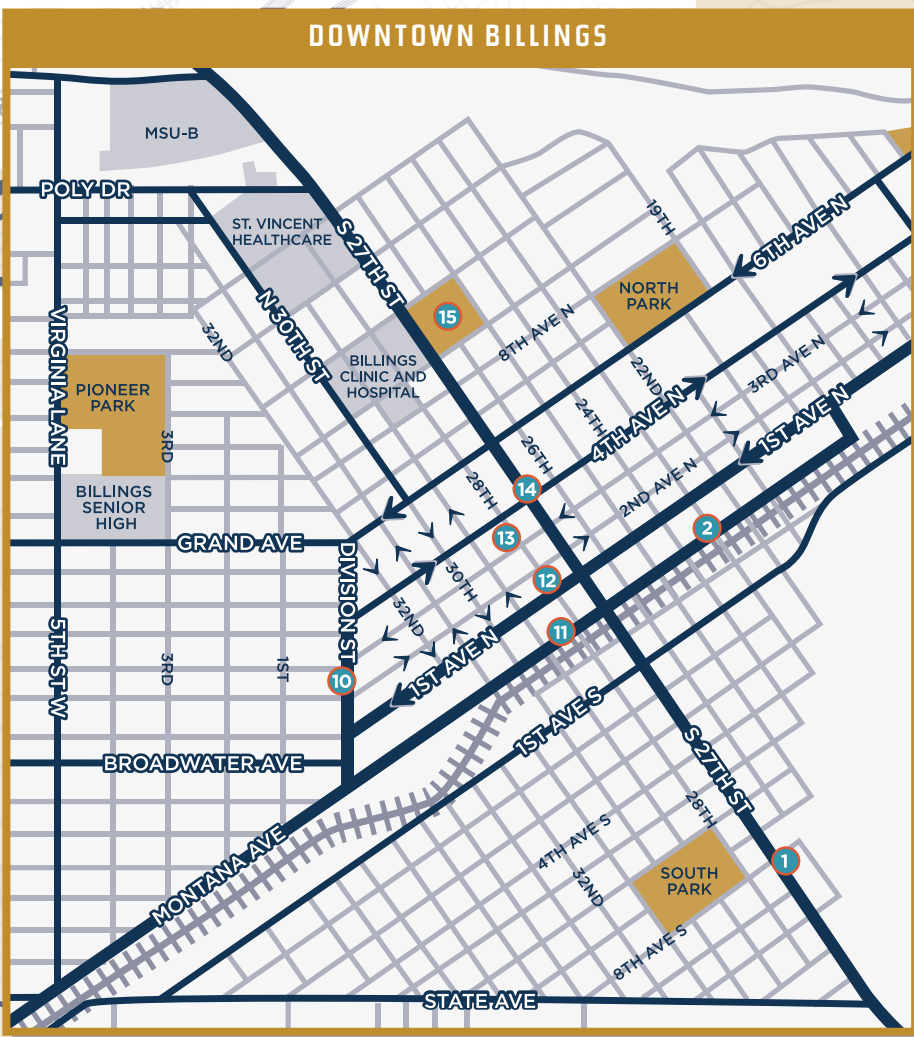 DOWNTOWN BILLINGS
MSU-B
POLY DR
ST. VINCENT
HEALTHCARE
S 27TH ST
19TH
6TH AVE N
NORTH
PARK
15
N 30TH ST
32ND
8TH AVE N
BILLINGS
CLINIC AND
HOSPITAL
VIRGINIA LANE
PIONEER
PARK
3RD
22ND
3RD AVE N
24TH
4TH AVE N
1ST AVE N
26TH
28TH
14
2ND AVE N
BILLINGS
SENIOR
HIGH
2
13
GRAND AVE
DIVISION ST
30TH
12
32ND
11
5TH ST W
3RD
1ST
10
1ST AVE N
1ST AVE S
BROADWATER AVE
S 27TH ST
28TH
MONTANA AVE
4TH AVE S
32ND
SOUTH
PARK
1
8TH AVE S
STATE AVE